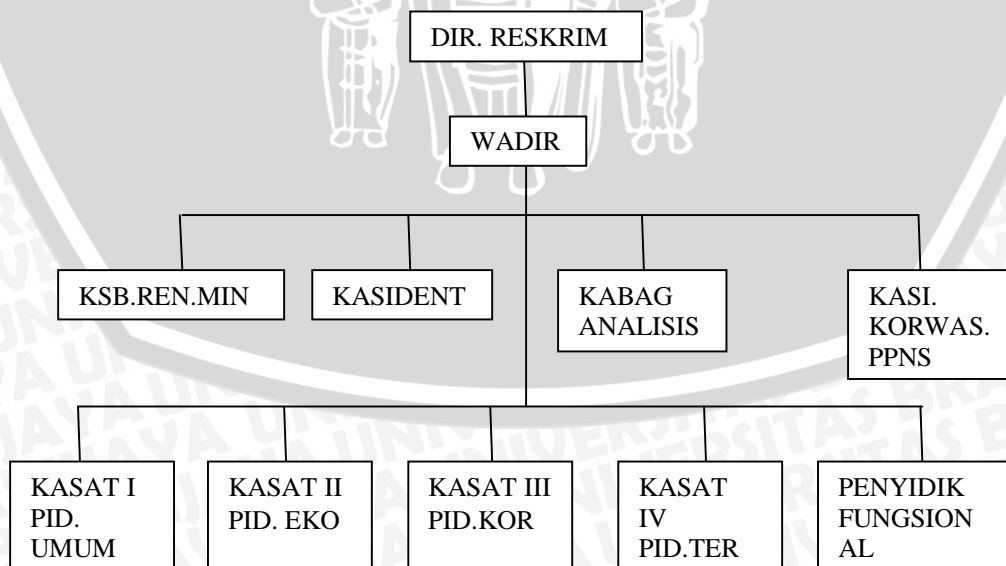 DIR. RESKRIM
WADIR
KSB.REN.MIN
KASIDENT
KABAG
ANALISIS
KASI.
KORWAS.
PPNS
KASAT I
PID.
UMUM
KASAT II
PID. EKO
KASAT III
PID.KOR
KASAT
IV
PID.TER
PENYIDIK
FUNGSION
AL